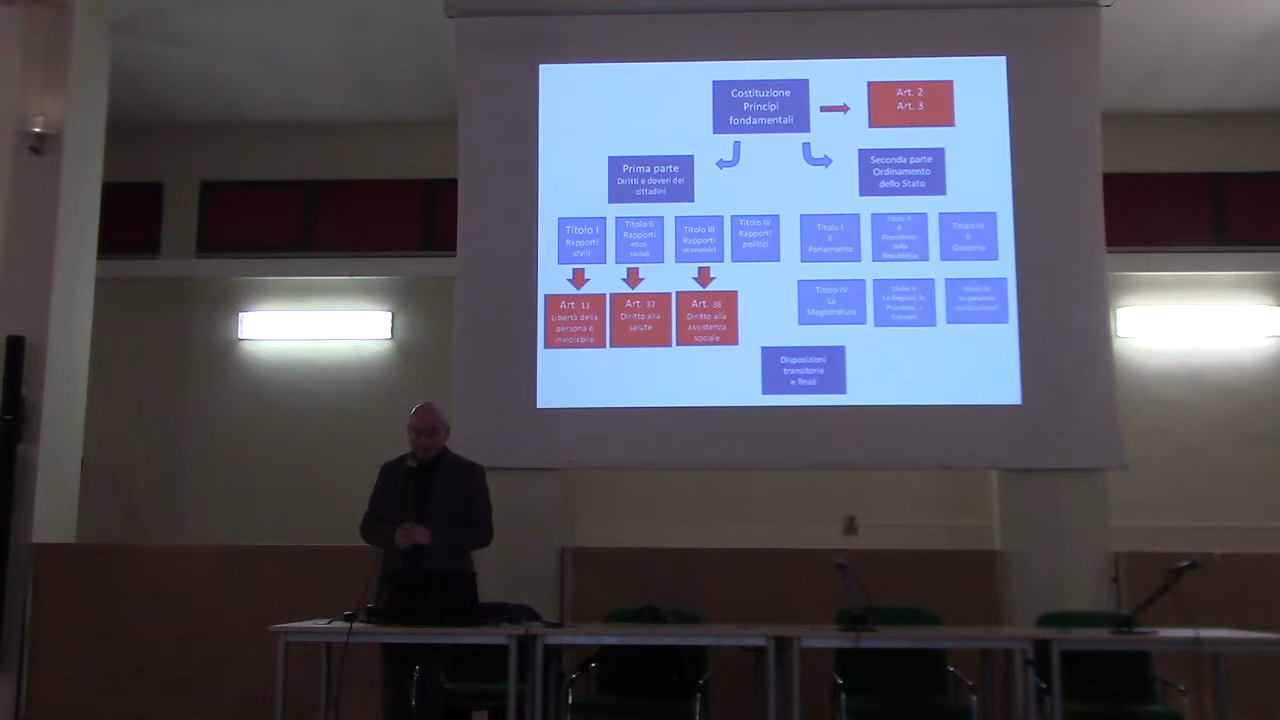 Costituzione
Principi
fondamentali
Art. 2
Art. 3
Prima parte
Diritti e doveri dei
cittadini
Seconda parte
Ordinamento
dello Stato
Titolo I
Rapporti
civili
Titolo II
Rapporti
etico-
sociali
Titolo III
Rapporti
economici
Titolo IV
Rapporti
politici
Titolo I
Il
Parlamento
Titolo II
Il
Presidente
della
Repubblica
Titolo III
Il
Governo
Art. 13
Libertà della
persona è
inviolabile
Art. 32
Diritto alla
salute
Art. 38
Diritto alla
assistenza
sociale
Titolo IV
La
Magistratura
Titolo V
Le Regioni, le
Province, i
Comuni
Titolo VI
Le garanzie
costituzionali
Disposizioni
transitorie
e finali